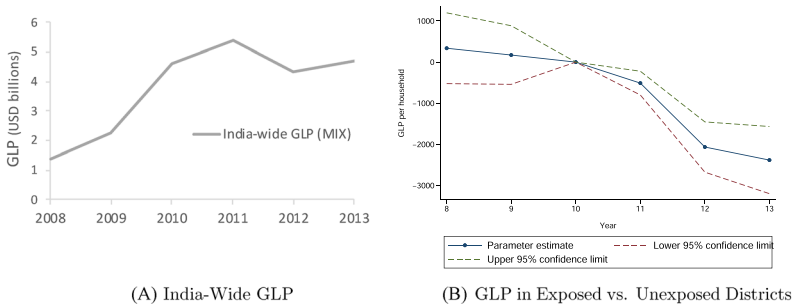 6
5
4
3
2
1
0
GLP (USD billions)
India-wide GLP (MIX)
2008 2009 2010 2011 2012 2013
(A) India-Wide GLP
1000
0
−1000
−2000
−3000
GLP per household
8 9 10 11 12 13
Year
Parameter estimate Lower 95% confidence limit
Upper 95% confidence limit
(B) GLP in Exposed vs. Unexposed Districts